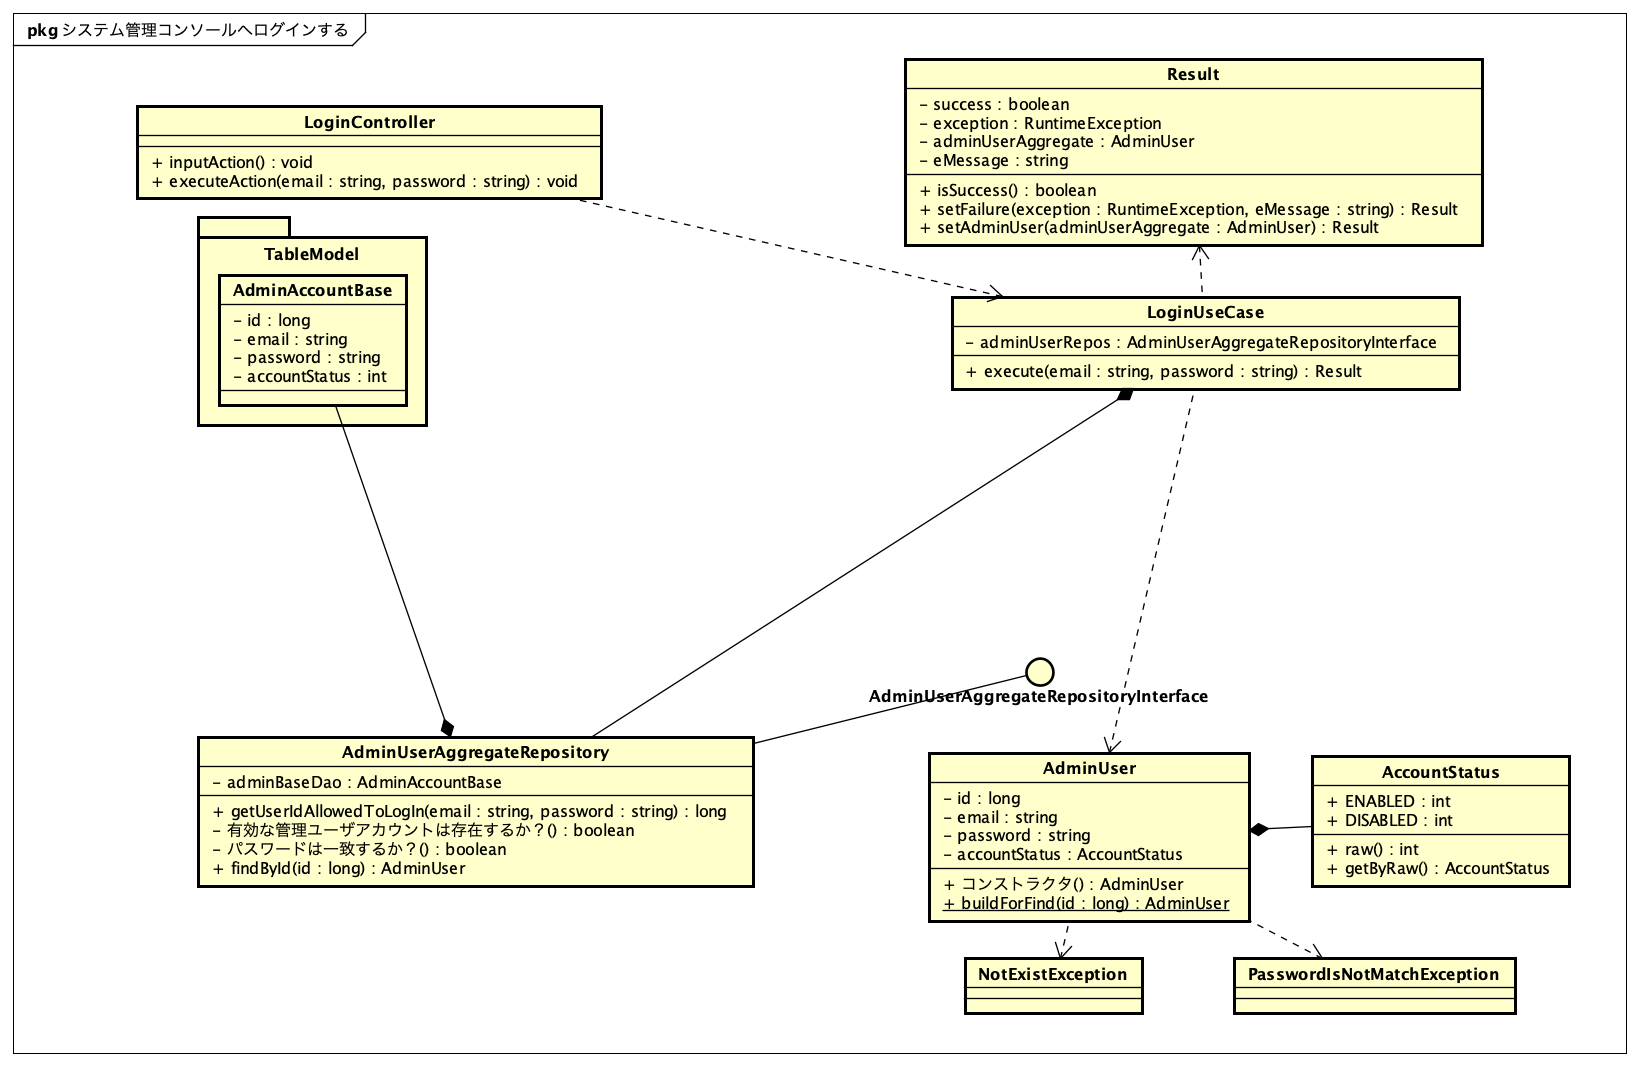 pkg システム管理コンソールへログインする
LoginController
+ inputAction() : void
+ executeAction(email : string, password : string) : void
Result
- success : boolean
- exception : RuntimeException
- adminUserAggregate : AdminUser
- eMessage : string
+ isSuccess() : boolean
+ setFailure(exception : RuntimeException, eMessage : string) : Result
+ setAdminUser(adminUserAggregate : AdminUser) : Result
TableModel
AdminAccountBase
- id : long
- email : string
- password : string
- accountStatus : int
LoginUseCase
- adminUserRepos : AdminUserAggregateRepositoryInterface
+ execute(email : string, password : string) : Result
AdminUserAggregateRepositoryInterface
AdminUserAggregateRepository
- adminBaseDao : AdminAccountBase
+ getUserIdAllowedToLogIn(email : string, password : string) : long
- 有効な管理ユーザアカウントは存在するか？() : boolean
- パスワードは一致するか？() : boolean
+ findById(id : long) : AdminUser
AdminUser
- id : long
- email : string
- password : string
- accountStatus : AccountStatus
+ コンストラクタ() : AdminUser
+ buildForFind(id : long) : AdminUser
AccountStatus
+ ENABLED : int
+ DISABLED : int
+ raw() : int
+ getByRaw() : AccountStatus
NotExistException
PasswordIsNotMatchException